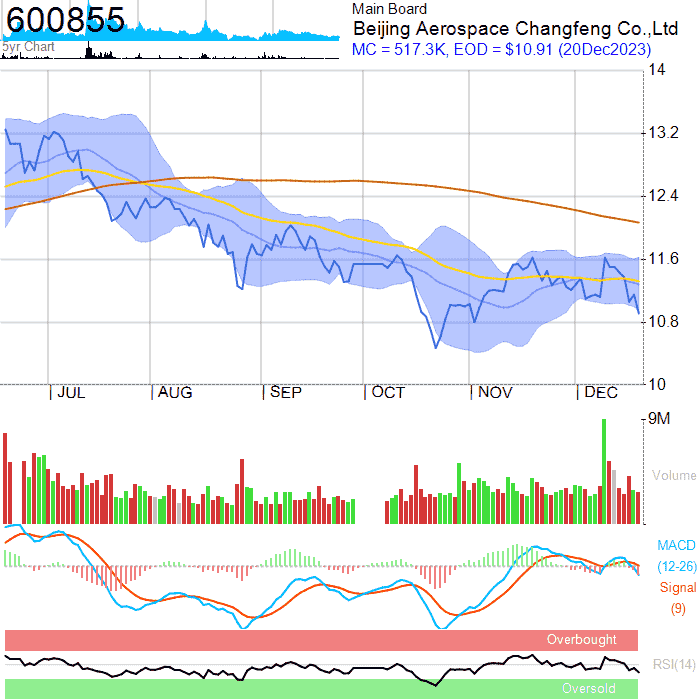 600855
5yr Chart
Main Board
Beijing Aerospace Changfeng Co.,Ltd
MC = 517.3K, EOD = $10.91 (20Dec2023)
14
13.2
12.4
11.6
10.8
10
JUL AUG SEP OCT NOV DEC
9M
Volume
MACD
(12-26)
Signal
(9)
Overbought
RSI(14)
Oversold